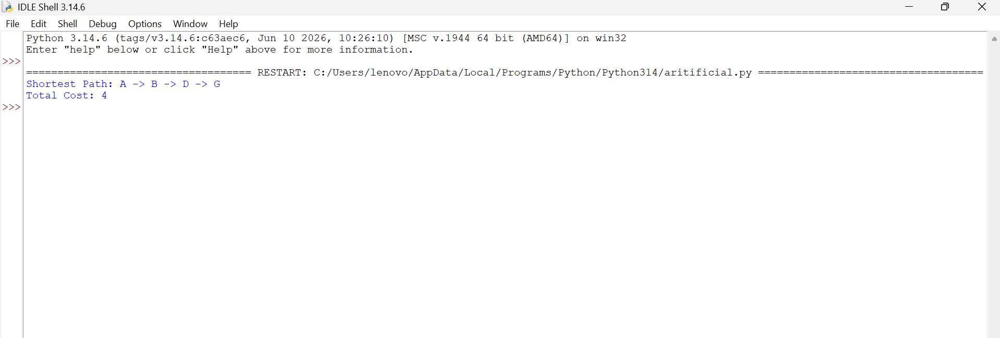 IDLE Shell 3.14.6
File Edit Shell Debug Options Window Help
Python 3.14.6 (tags/v3.14.6:c63aec6, Jun 10 2026, 10:26:10) [MSC v.1944 64 bit (AMD64)] on win32
Enter "help" below or click "Help" above for more information.
>>>
==================================== RESTART: C:/Users/lenovo/AppData/Local/Programs/Python/Python314/aritificial.py ====================================
Shortest Path: A -> B -> D -> G
Total Cost: 4
>>>